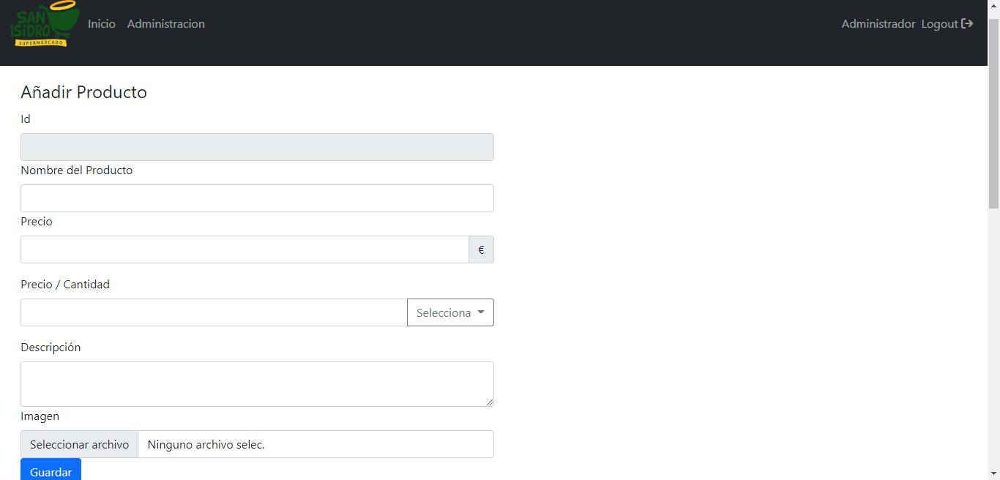 SAN
ISIDRO
SUPERMERCADO
Inicio Administracion
Administrador Logout
Añadir Producto
Id
Nombre del Producto
Precio
€
Precio / Cantidad
Selecciona
Descripción
Imagen
Seleccionar archivo Ninguno archivo selec.
Guardar